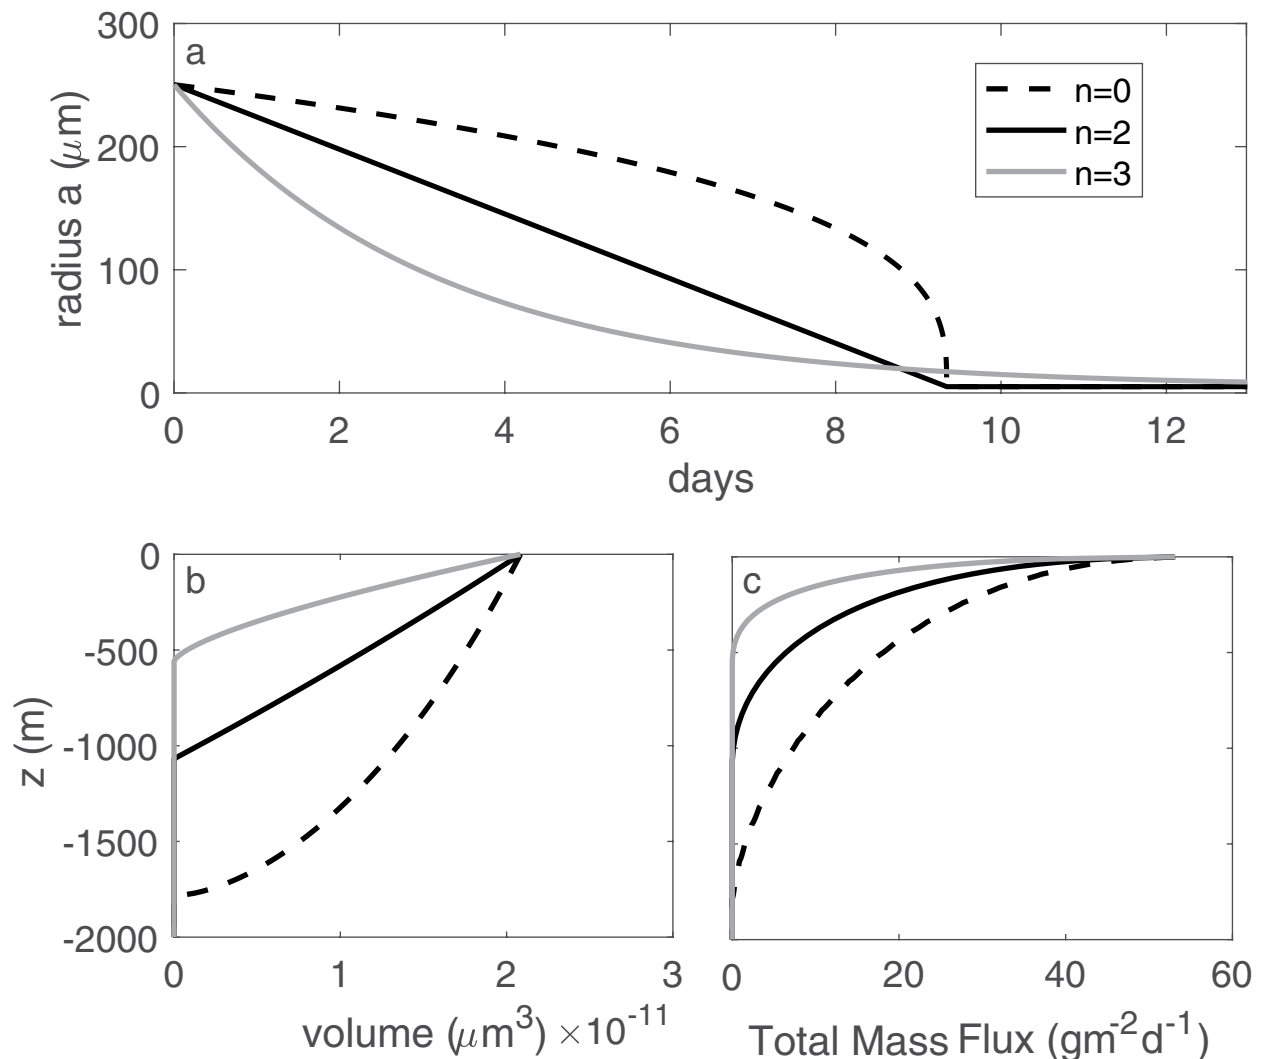 300
200
100
0
radius a (μm)
a
n=0
n=2
n=3
0 2 4 6 8 10 12
days
0
-500
-1000
-1500
-2000
z (m)
b
0 1 2 3
volume (μm³) ×10⁻¹¹
c
0 20 40 60
Total Mass Flux (gm⁻²d⁻¹)